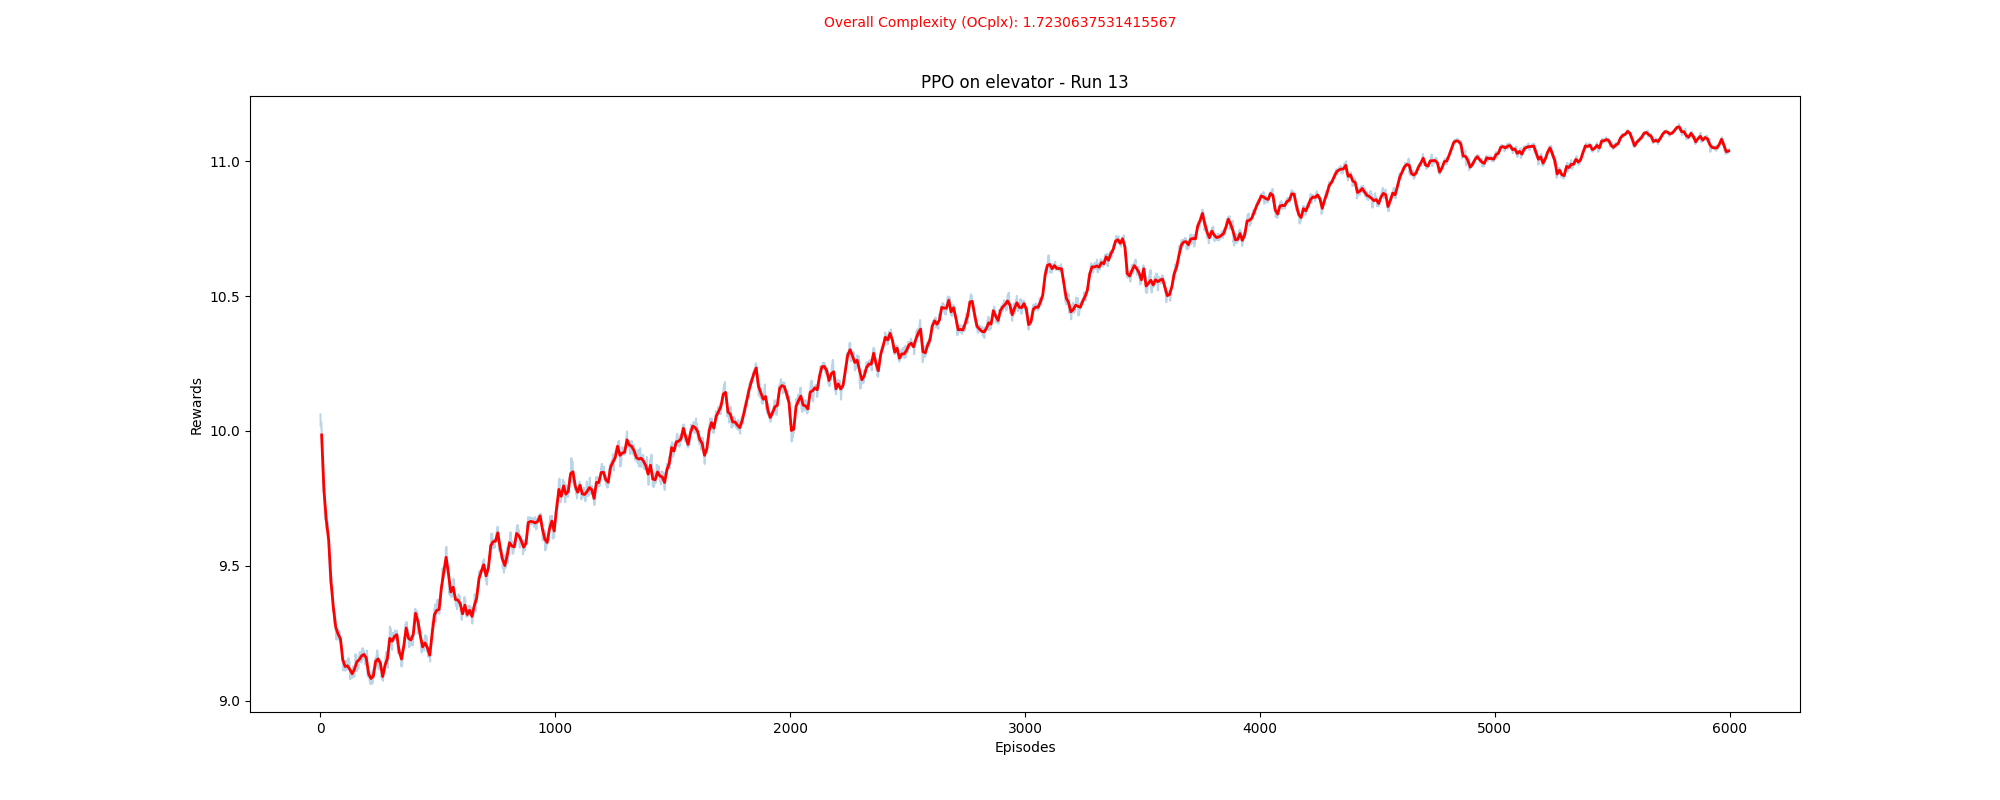 Overall Complexity (OCplx): 1.7230637531415567
PPO on elevator - Run 13
11.0
10.5
10.0
9.5
9.0
Rewards
0 1000 2000 3000 4000 5000 6000
Episodes